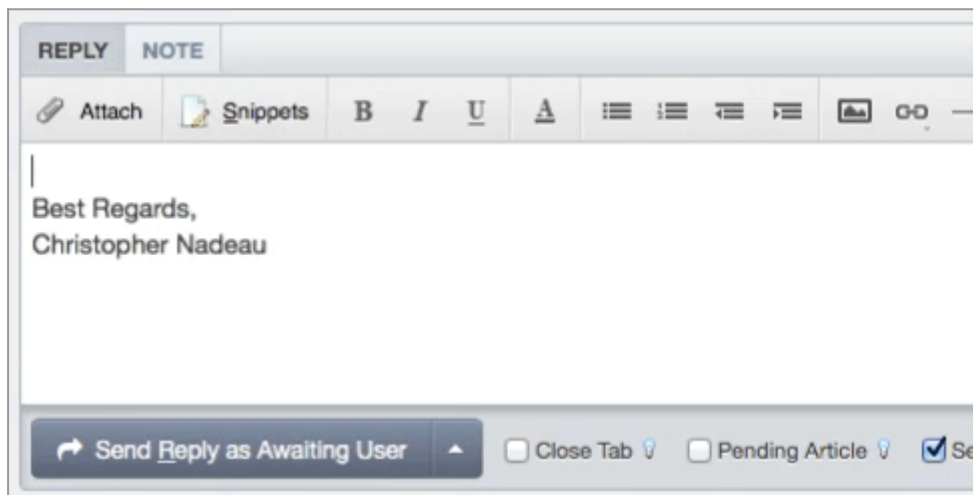 REPLY NOTE
Attach Snippets B I U A
Best Regards,
Christopher Nadeau
Send Reply as Awaiting User Close Tab Pending Article